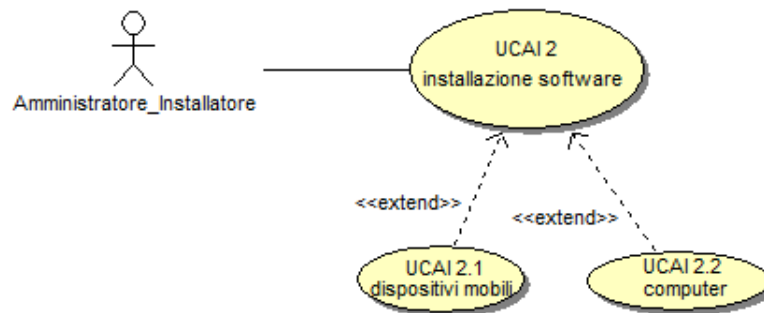 UCAI 2
installazione software
Amministratore_Installatore
<<extend>>
<<extend>>
UCAI 2.1
dispositivi mobili
UCAI 2.2
computer